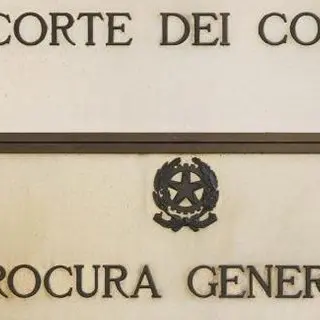 CORTE DEI CO
ROCURA GENER